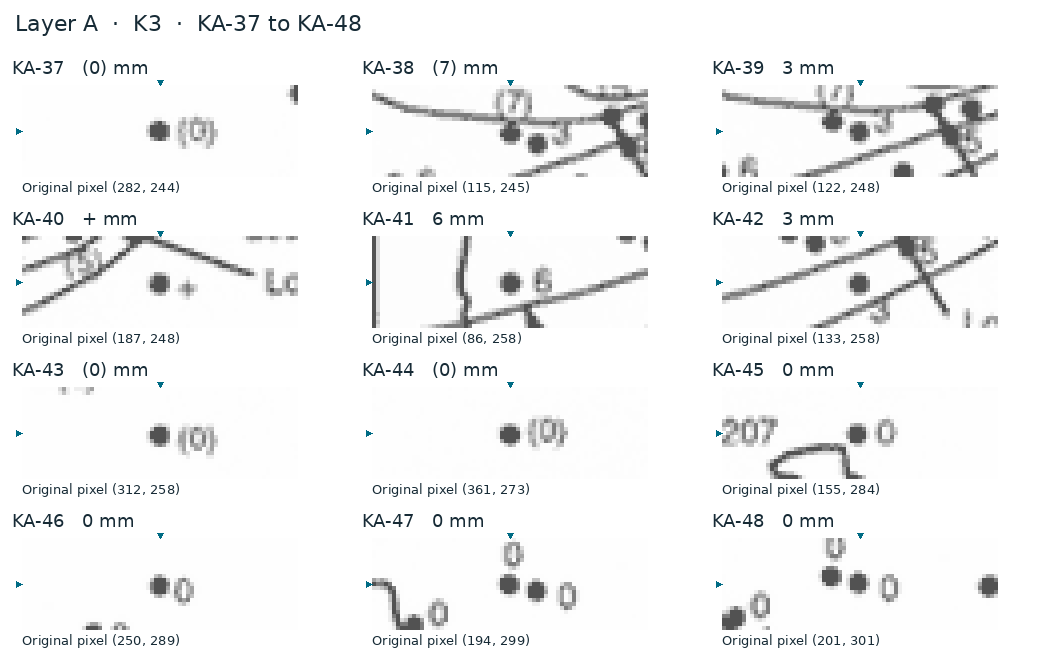 Layer A · K3 · KA-37 to KA-48
KA-37 (0) mm
(0)
Original pixel (282, 244)
KA-38 (7) mm
(7)
3
Original pixel (115, 245)
KA-39 3 mm
(7)
3
6
Original pixel (122, 248)
KA-40 + mm
(5)
+
Lo
Original pixel (187, 248)
KA-41 6 mm
6
Original pixel (86, 258)
KA-42 3 mm
3
Original pixel (133, 258)
KA-43 (0) mm
(0)
Original pixel (312, 258)
KA-44 (0) mm
(0)
Original pixel (361, 273)
KA-45 0 mm
207
0
Original pixel (155, 284)
KA-46 0 mm
0
Original pixel (250, 289)
KA-47 0 mm
0
0
0
Original pixel (194, 299)
KA-48 0 mm
0
0
0
Original pixel (201, 301)